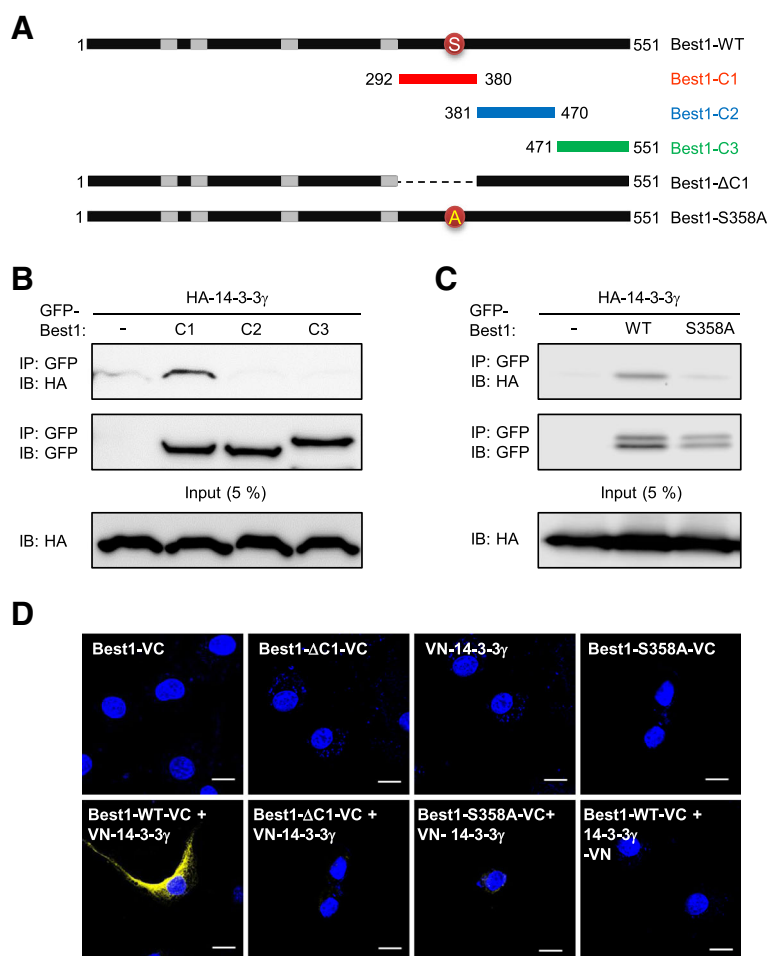 A
1 S 551 Best1-WT
292 380 Best1-C1
381 470 Best1-C2
471 551 Best1-C3
1 551 Best1-ΔC1
1 A 551 Best1-S358A
B
HA-14-3-3γ
GFP-
Best1: - C1 C2 C3
IP: GFP
IB: HA
IP: GFP
IB: GFP
Input (5 %)
IB: HA
C
HA-14-3-3γ
GFP-
Best1: - WT S358A
IP: GFP
IB: HA
IP: GFP
IB: GFP
Input (5 %)
IB: HA
D
Best1-VC
Best1-ΔC1-VC
VN-14-3-3γ
Best1-S358A-VC
Best1-WT-VC +
VN-14-3-3γ
Best1-ΔC1-VC +
VN-14-3-3γ
Best1-S358A-VC+
VN- 14-3-3γ
Best1-WT-VC +
14-3-3γ
-VN